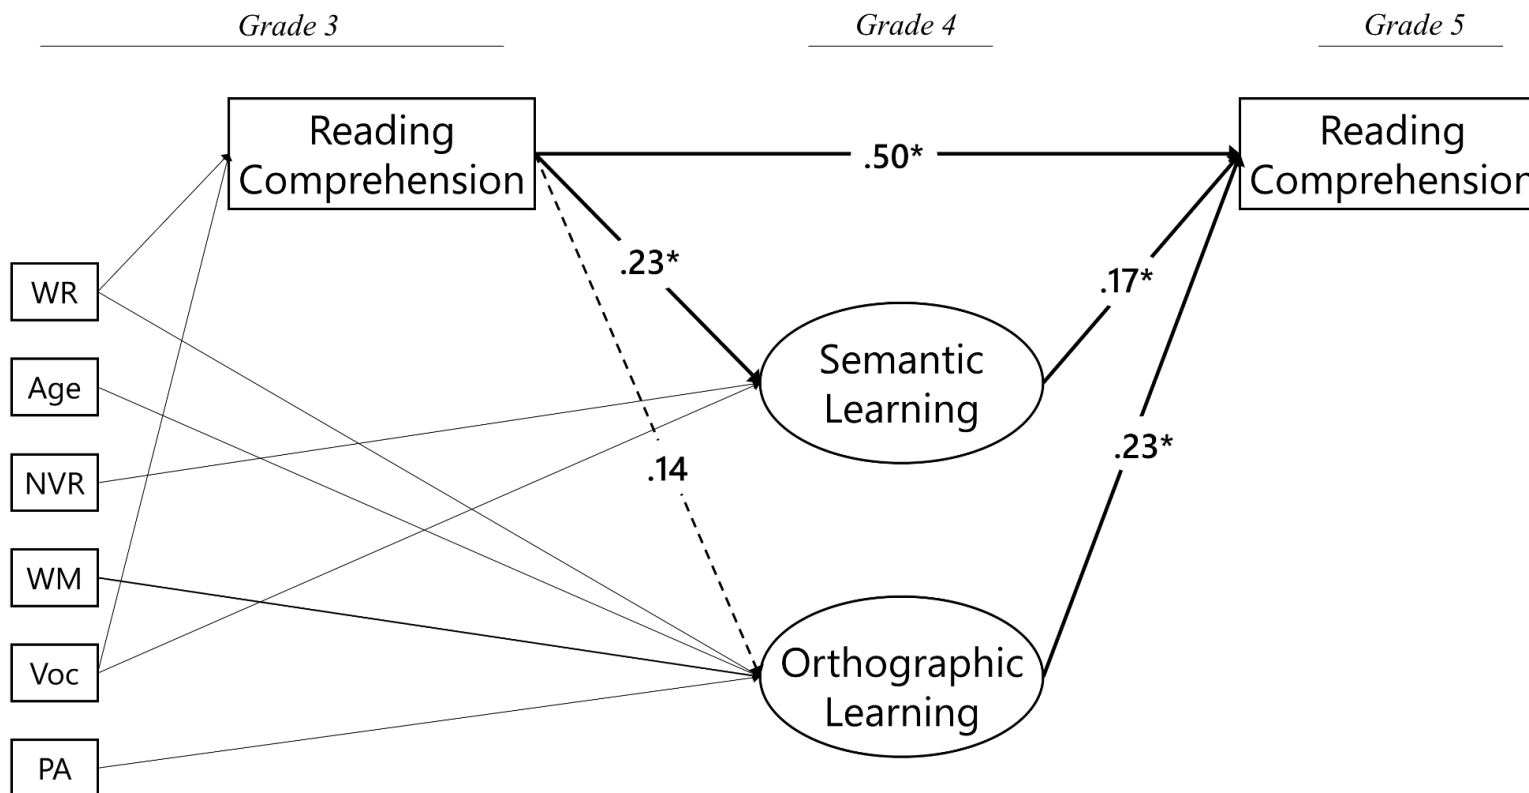 Grade 3
Grade 4
Grade 5
Reading
Comprehension
.50*
Reading
Comprehension
.23*
.17*
WR
Age
Semantic
Learning
.23*
.14
NVR
WM
Voc
Orthographic
Learning
PA